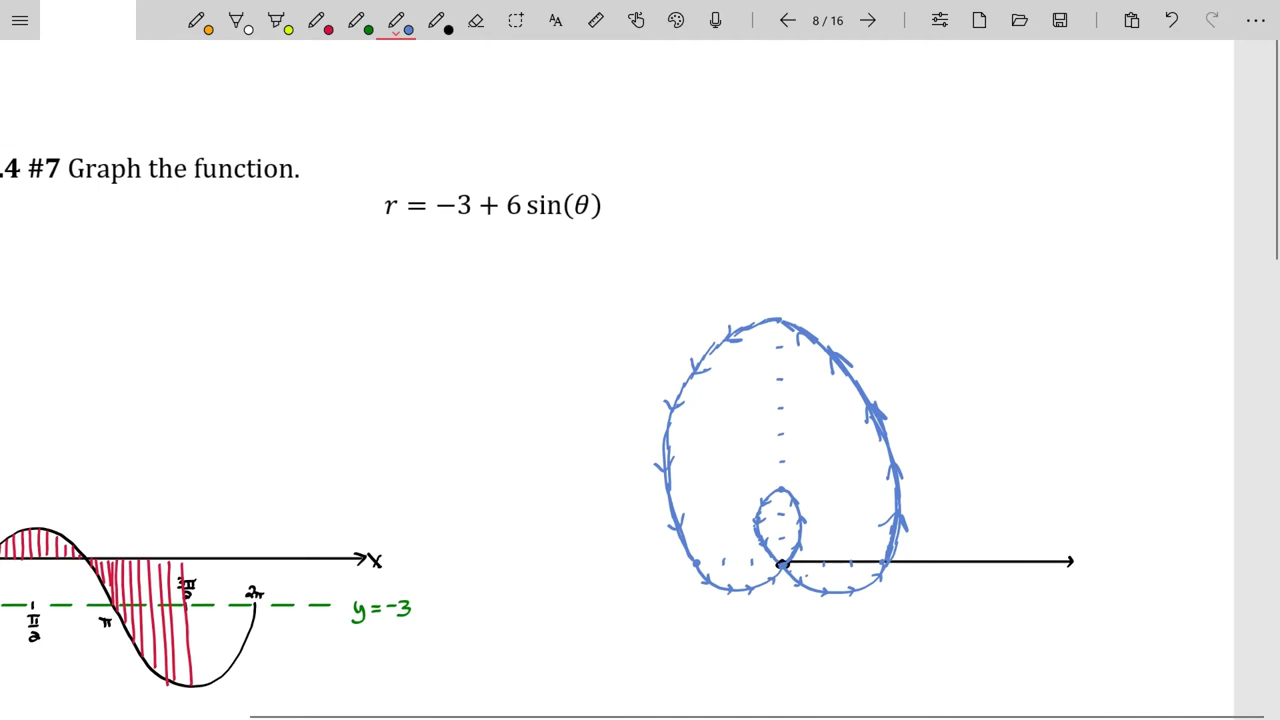 8 / 16
.4 #7 Graph the function.
r = −3 + 6 sin(θ)
x
3π/2
2π
π/2
π
y = -3